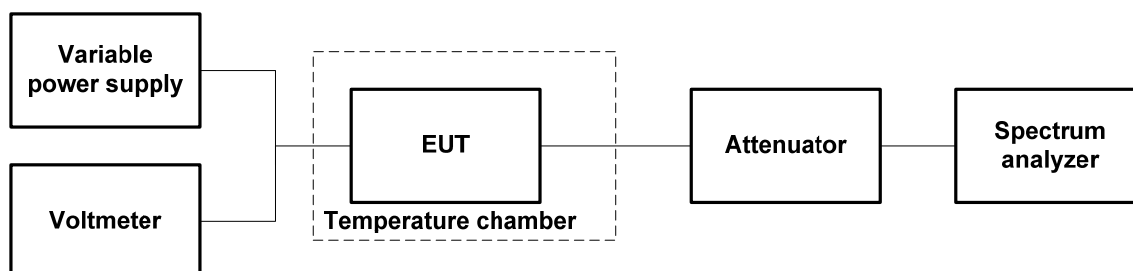 Variable
power supply
Voltmeter
EUT
Temperature chamber
Attenuator
Spectrum
analyzer